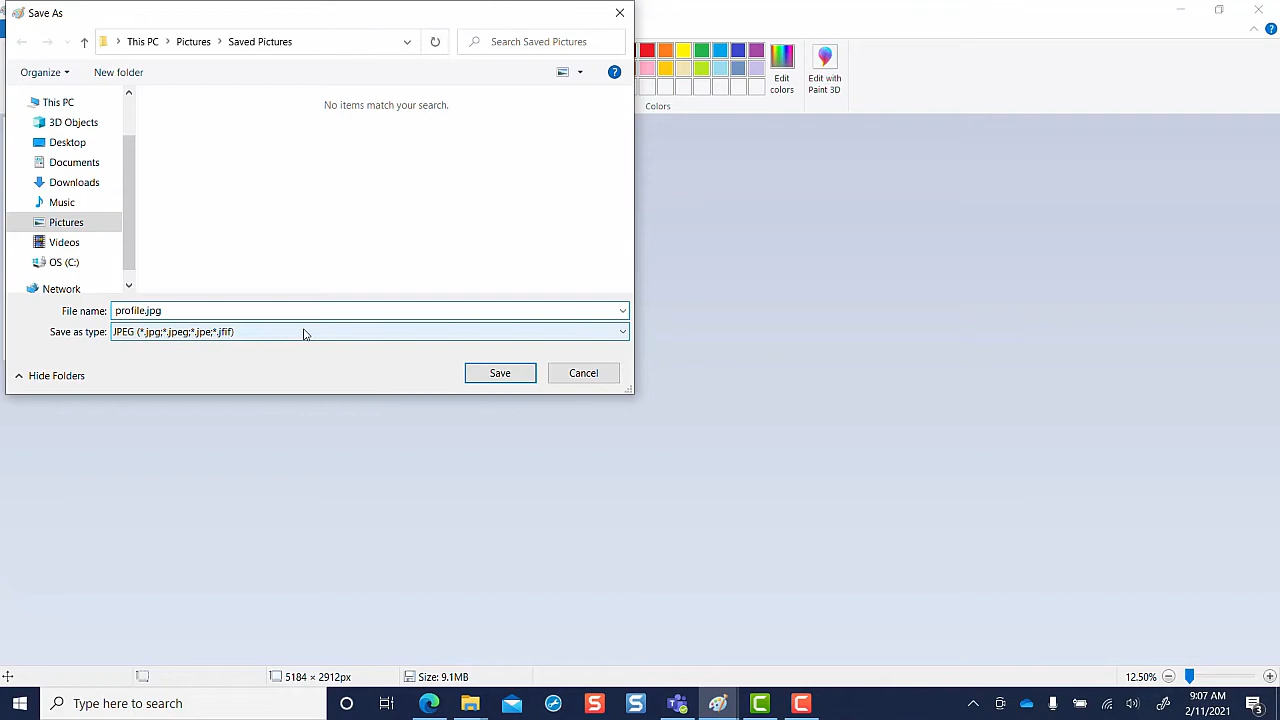 Save As
This PC > Pictures > Saved Pictures
Search Saved Pictures
Organize
New folder
This PC
3D Objects
Desktop
Documents
Downloads
Music
Pictures
Videos
OS (C:)
Network
No items match your search.
File name: profile.jpg
Save as type: JPEG (*.jpg;*.jpeg;*.jpe;*.jfif)
Hide Folders
Save
Cancel
Edit
colors
Edit with
Paint 3D
Colors
5184 × 2912px
Size: 9.1MB
12.50%
Type here to search
9:07 AM
2/11/2021